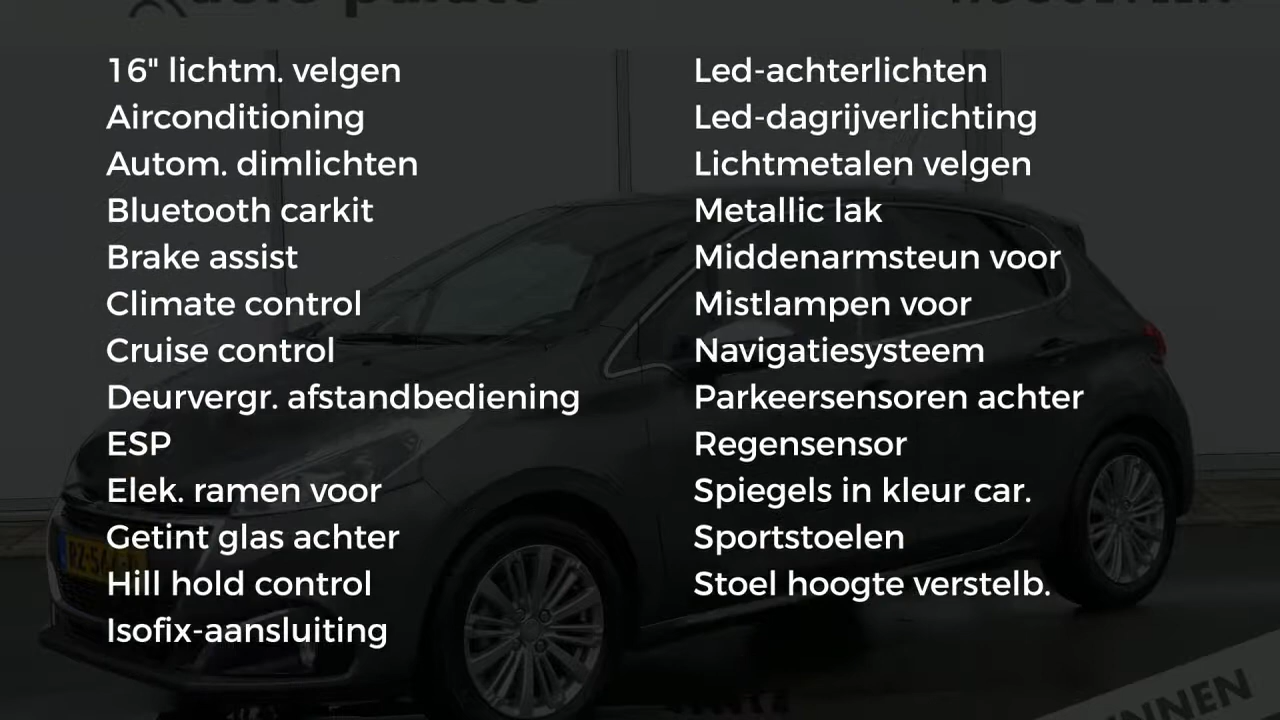 16" lichtm. velgen
Airconditioning
Autom. dimlichten
Bluetooth carkit
Brake assist
Climate control
Cruise control
Deurvergr. afstandbediening
ESP
Elek. ramen voor
Getint glas achter
Hill hold control
Isofix-aansluiting
Led-achterlichten
Led-dagrijverlichting
Lichtmetalen velgen
Metallic lak
Middenarmsteun voor
Mistlampen voor
Navigatiesysteem
Parkeersensoren achter
Regensensor
Spiegels in kleur car.
Sportstoelen
Stoel hoogte verstelb.